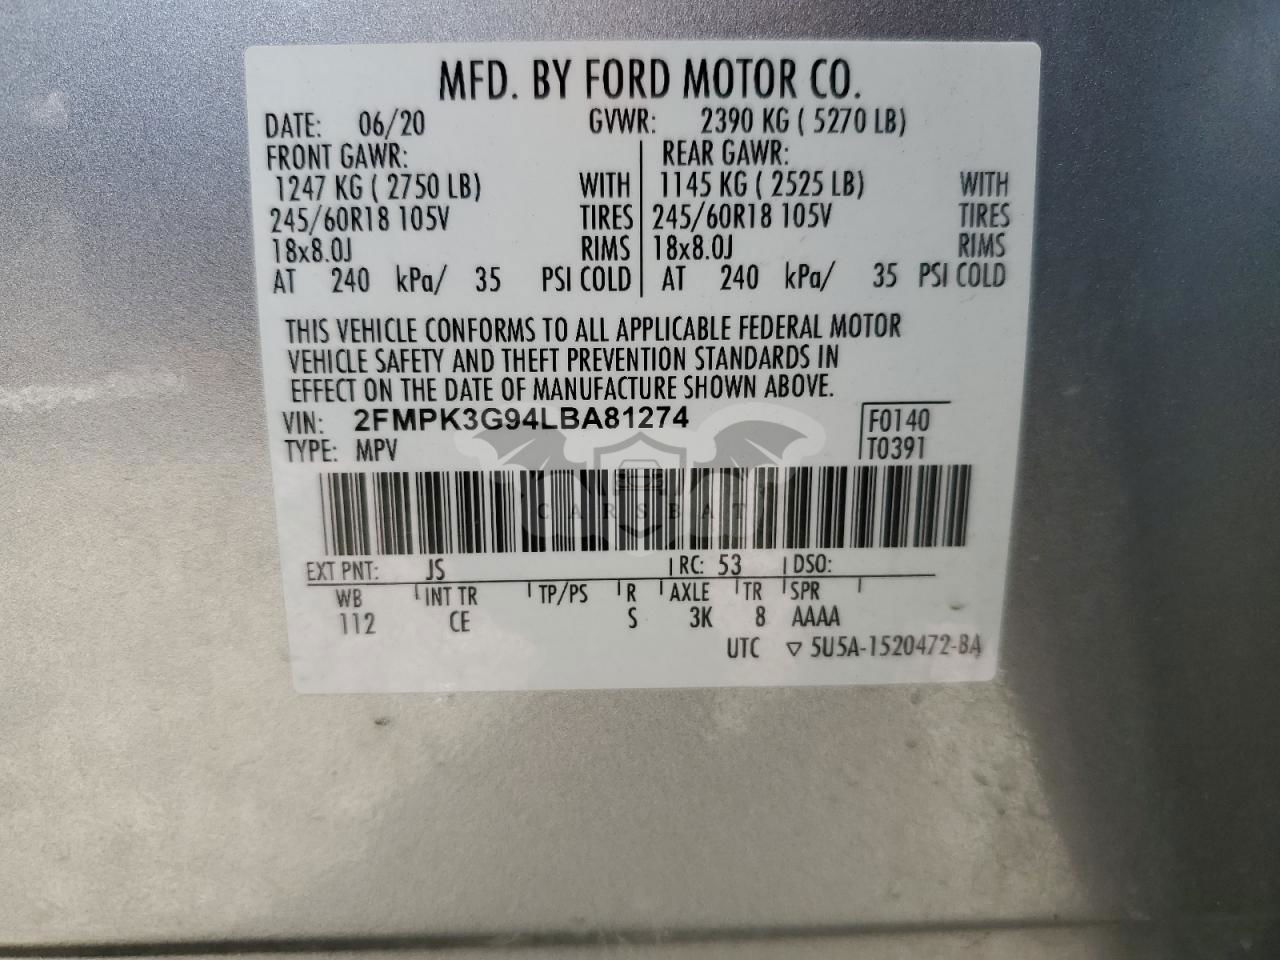 MFD. BY FORD MOTOR CO.
DATE: 06/20 GVWR: 2390 KG ( 5270 LB)
FRONT GAWR: REAR GAWR:
1247 KG ( 2750 LB) WITH 1145 KG ( 2525 LB) WITH
245/60R18 105V TIRES 245/60R18 105V TIRES
18x8.0J RIMS 18x8.0J RIMS
AT 240 kPa/ 35 PSI COLD AT 240 kPa/ 35 PSI COLD
THIS VEHICLE CONFORMS TO ALL APPLICABLE FEDERAL MOTOR
VEHICLE SAFETY AND THEFT PREVENTION STANDARDS IN
EFFECT ON THE DATE OF MANUFACTURE SHOWN ABOVE.
VIN: 2FMPK3G94LBA81274 F0140
TYPE: MPV T0391
CARSBAT
EXT PNT: JS RC: 53 DSO:
WB INT TR TP/PS R AXLE TR SPR
112 CE S 3K 8 AAAA
UTC ▽ 5U5A-1520472-BA